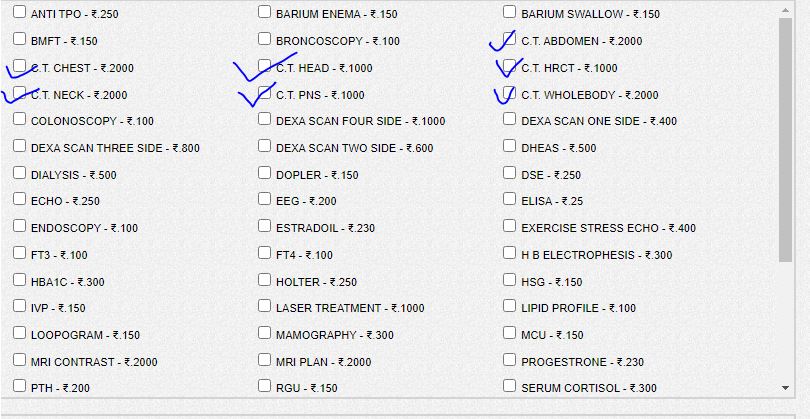 ANTI TPO - ₹.250 BARIUM ENEMA - ₹.150 BARIUM SWALLOW - ₹.150
BMFT - ₹.150 BRONCOSCOPY - ₹.100 C.T. ABDOMEN - ₹.2000
C.T. CHEST - ₹.2000 C.T. HEAD - ₹.1000 C.T. HRCT - ₹.1000
C.T. NECK - ₹.2000 C.T. PNS - ₹.1000 C.T. WHOLEBODY - ₹.2000
COLONOSCOPY - ₹.100 DEXA SCAN FOUR SIDE - ₹.1000 DEXA SCAN ONE SIDE - ₹.400
DEXA SCAN THREE SIDE - ₹.800 DEXA SCAN TWO SIDE - ₹.600 DHEAS - ₹.500
DIALYSIS - ₹.500 DOPLER - ₹.150 DSE - ₹.250
ECHO - ₹.250 EEG - ₹.200 ELISA - ₹.25
ENDOSCOPY - ₹.100 ESTRADOIL - ₹.230 EXERCISE STRESS ECHO - ₹.400
FT3 - ₹.100 FT4 - ₹.100 H B ELECTROPHESIS - ₹.300
HBA1C - ₹.300 HOLTER - ₹.250 HSG - ₹.150
IVP - ₹.150 LASER TREATMENT - ₹.1000 LIPID PROFILE - ₹.100
LOOPOGRAM - ₹.150 MAMOGRAPHY - ₹.300 MCU - ₹.150
MRI CONTRAST - ₹.2000 MRI PLAN - ₹.2000 PROGESTRONE - ₹.230
PTH - ₹.200 RGU - ₹.150 SERUM CORTISOL - ₹.300